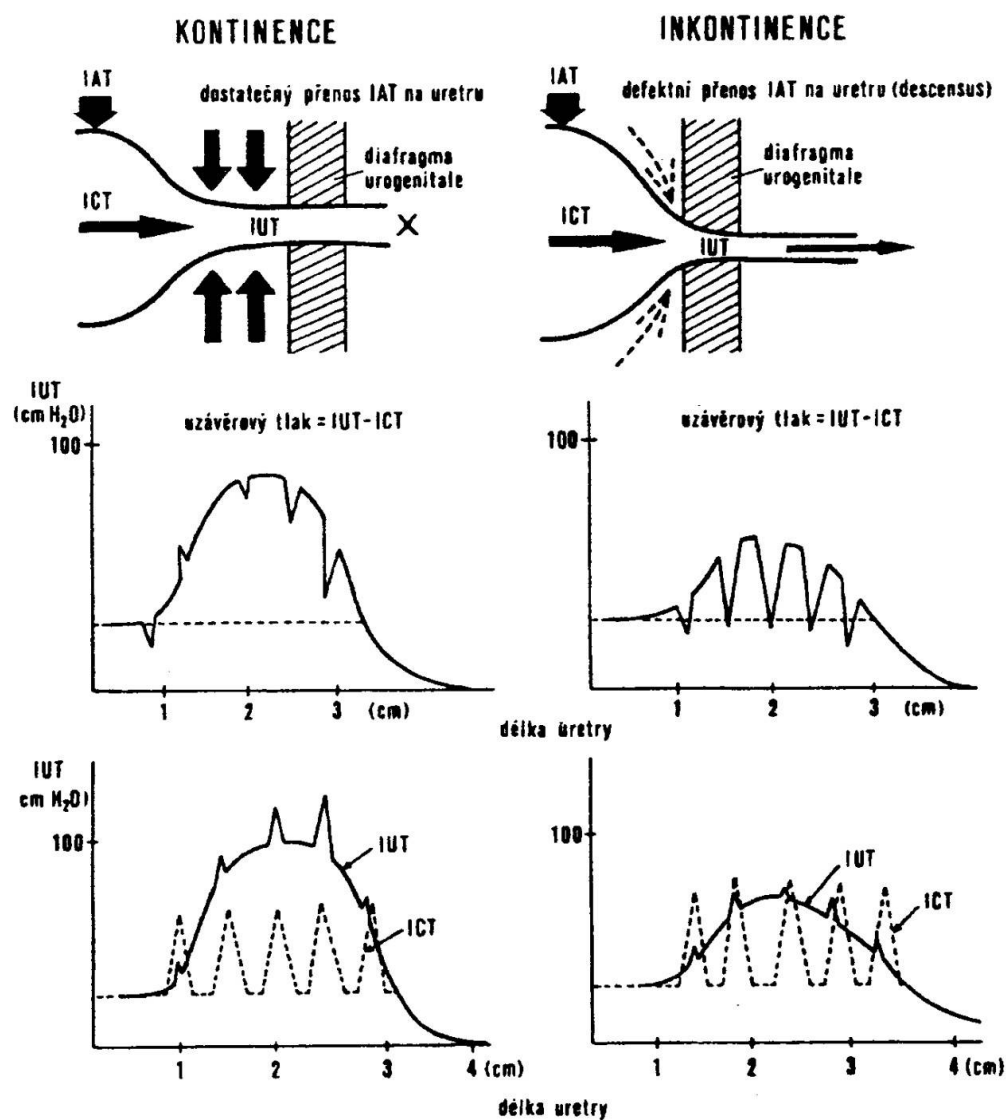 KONTINENCE
IAT
dostatečný přenos IAT na uretru
diafragma
urogenitale
ICT
IUT
X
INKONTINENCE
IAT
defektní přenos IAT na uretru (descensus)
diafragma
urogenitale
ICT
IUT
IUT
(cm H₂O)
100
uzávěrový tlak = IUT-ICT
1 2 3 (cm)
100
uzávěrový tlak = IUT-ICT
1 2 3 (cm)
délka uretry
IUT
cm H₂O)
100
IUT
ICT
1 2 3 4 (cm)
100
IUT
ICT
1 2 3 4 (cm)
délka uretry